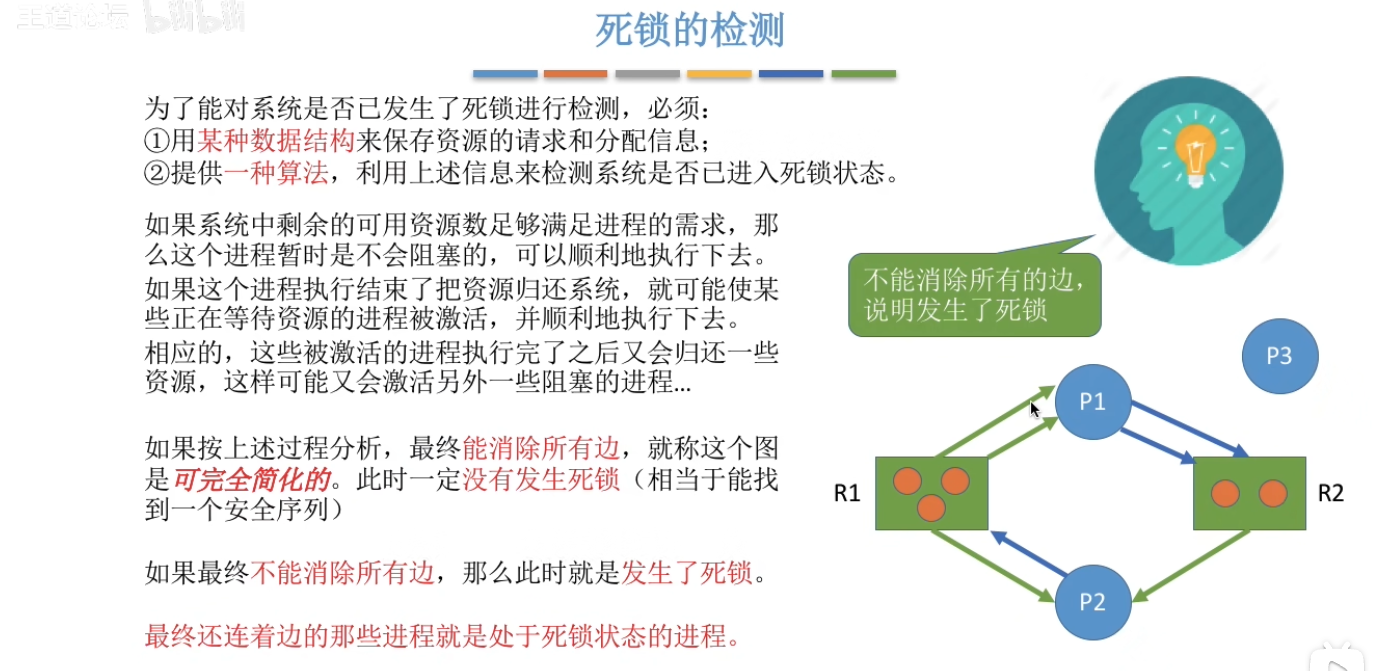 王道论坛 bilibili
死锁的检测
为了能对系统是否已发生了死锁进行检测，必须：
①用某种数据结构来保存资源的请求和分配信息；
②提供一种算法，利用上述信息来检测系统是否已进入死锁状态。
如果系统中剩余的可用资源数足够满足进程的需求，那
么这个进程暂时是不会阻塞的，可以顺利地执行下去。
如果这个进程执行结束了把资源归还系统，就可能使某
些正在等待资源的进程被激活，并顺利地执行下去。
相应的，这些被激活的进程执行完了之后又会归还一些
资源，这样可能又会激活另外一些阻塞的进程...
如果按上述过程分析，最终能消除所有边，就称这个图
是可完全简化的。此时一定没有发生死锁（相当于能找
到一个安全序列）
如果最终不能消除所有边，那么此时就是发生了死锁。
最终还连着边的那些进程就是处于死锁状态的进程。
不能消除所有的边，
说明发生了死锁
P3
P1
R1
R2
P2